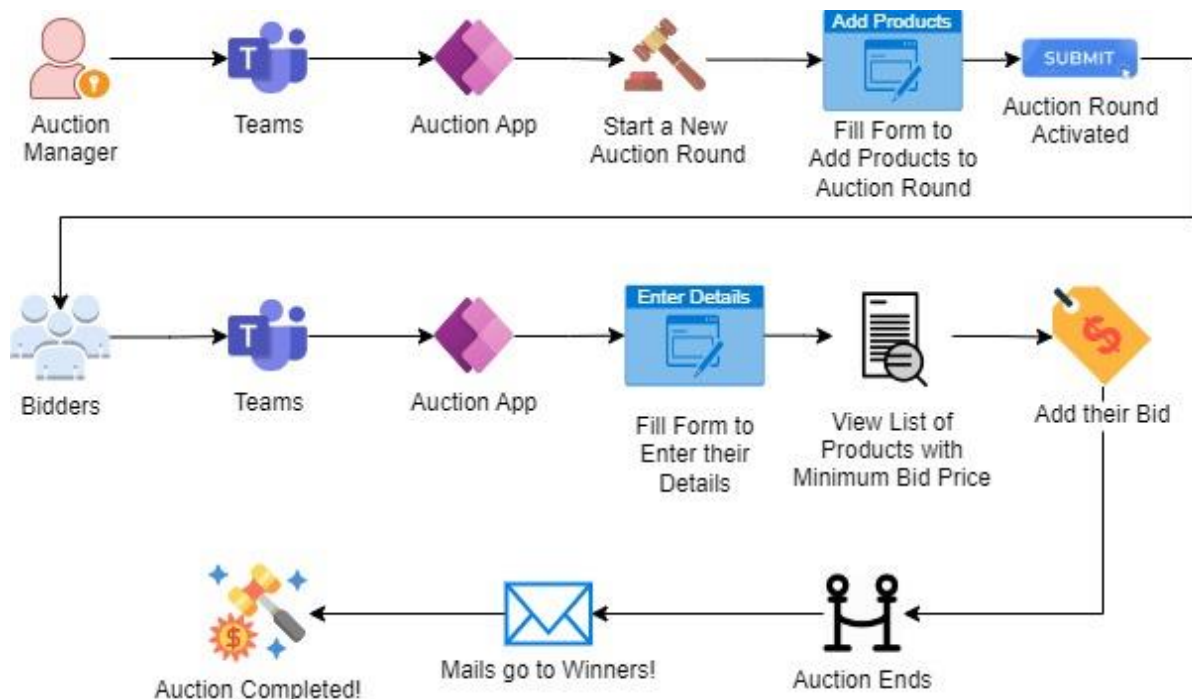 Add Products
SUBMIT
Auction
Manager
Teams
Auction App
Start a New
Auction Round
Fill Form to
Add Products to
Auction Round
Auction Round
Activated
Enter Details
Bidders
Teams
Auction App
Fill Form to
Enter their
Details
View List of
Products with
Minimum Bid Price
Add their Bid
Auction Completed!
Mails go to Winners!
Auction Ends